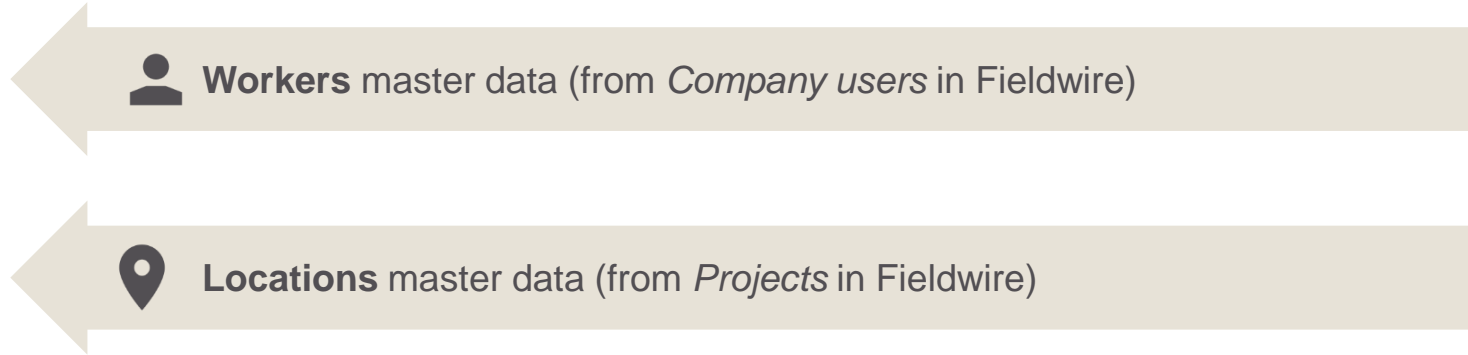 Workers master data (from Company users in Fieldwire)
Locations master data (from Projects in Fieldwire)